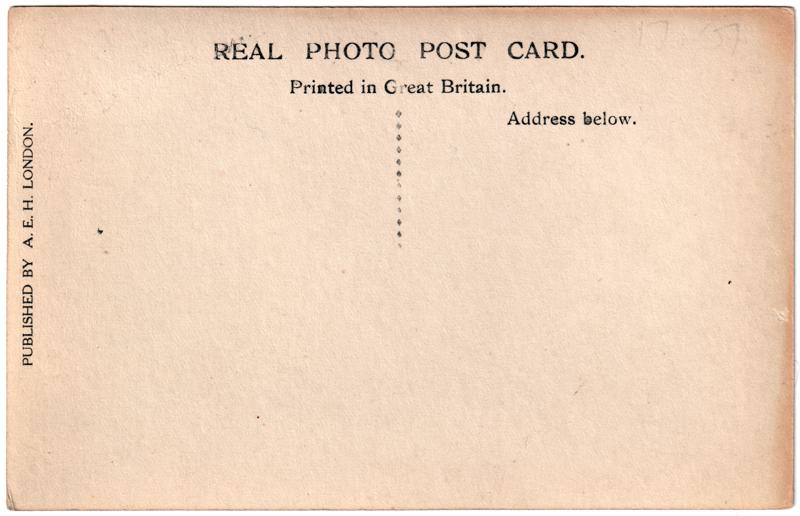 REAL PHOTO POST CARD.
Printed in Great Britain.
Address below.
PUBLISHED BY A. E. H. LONDON.